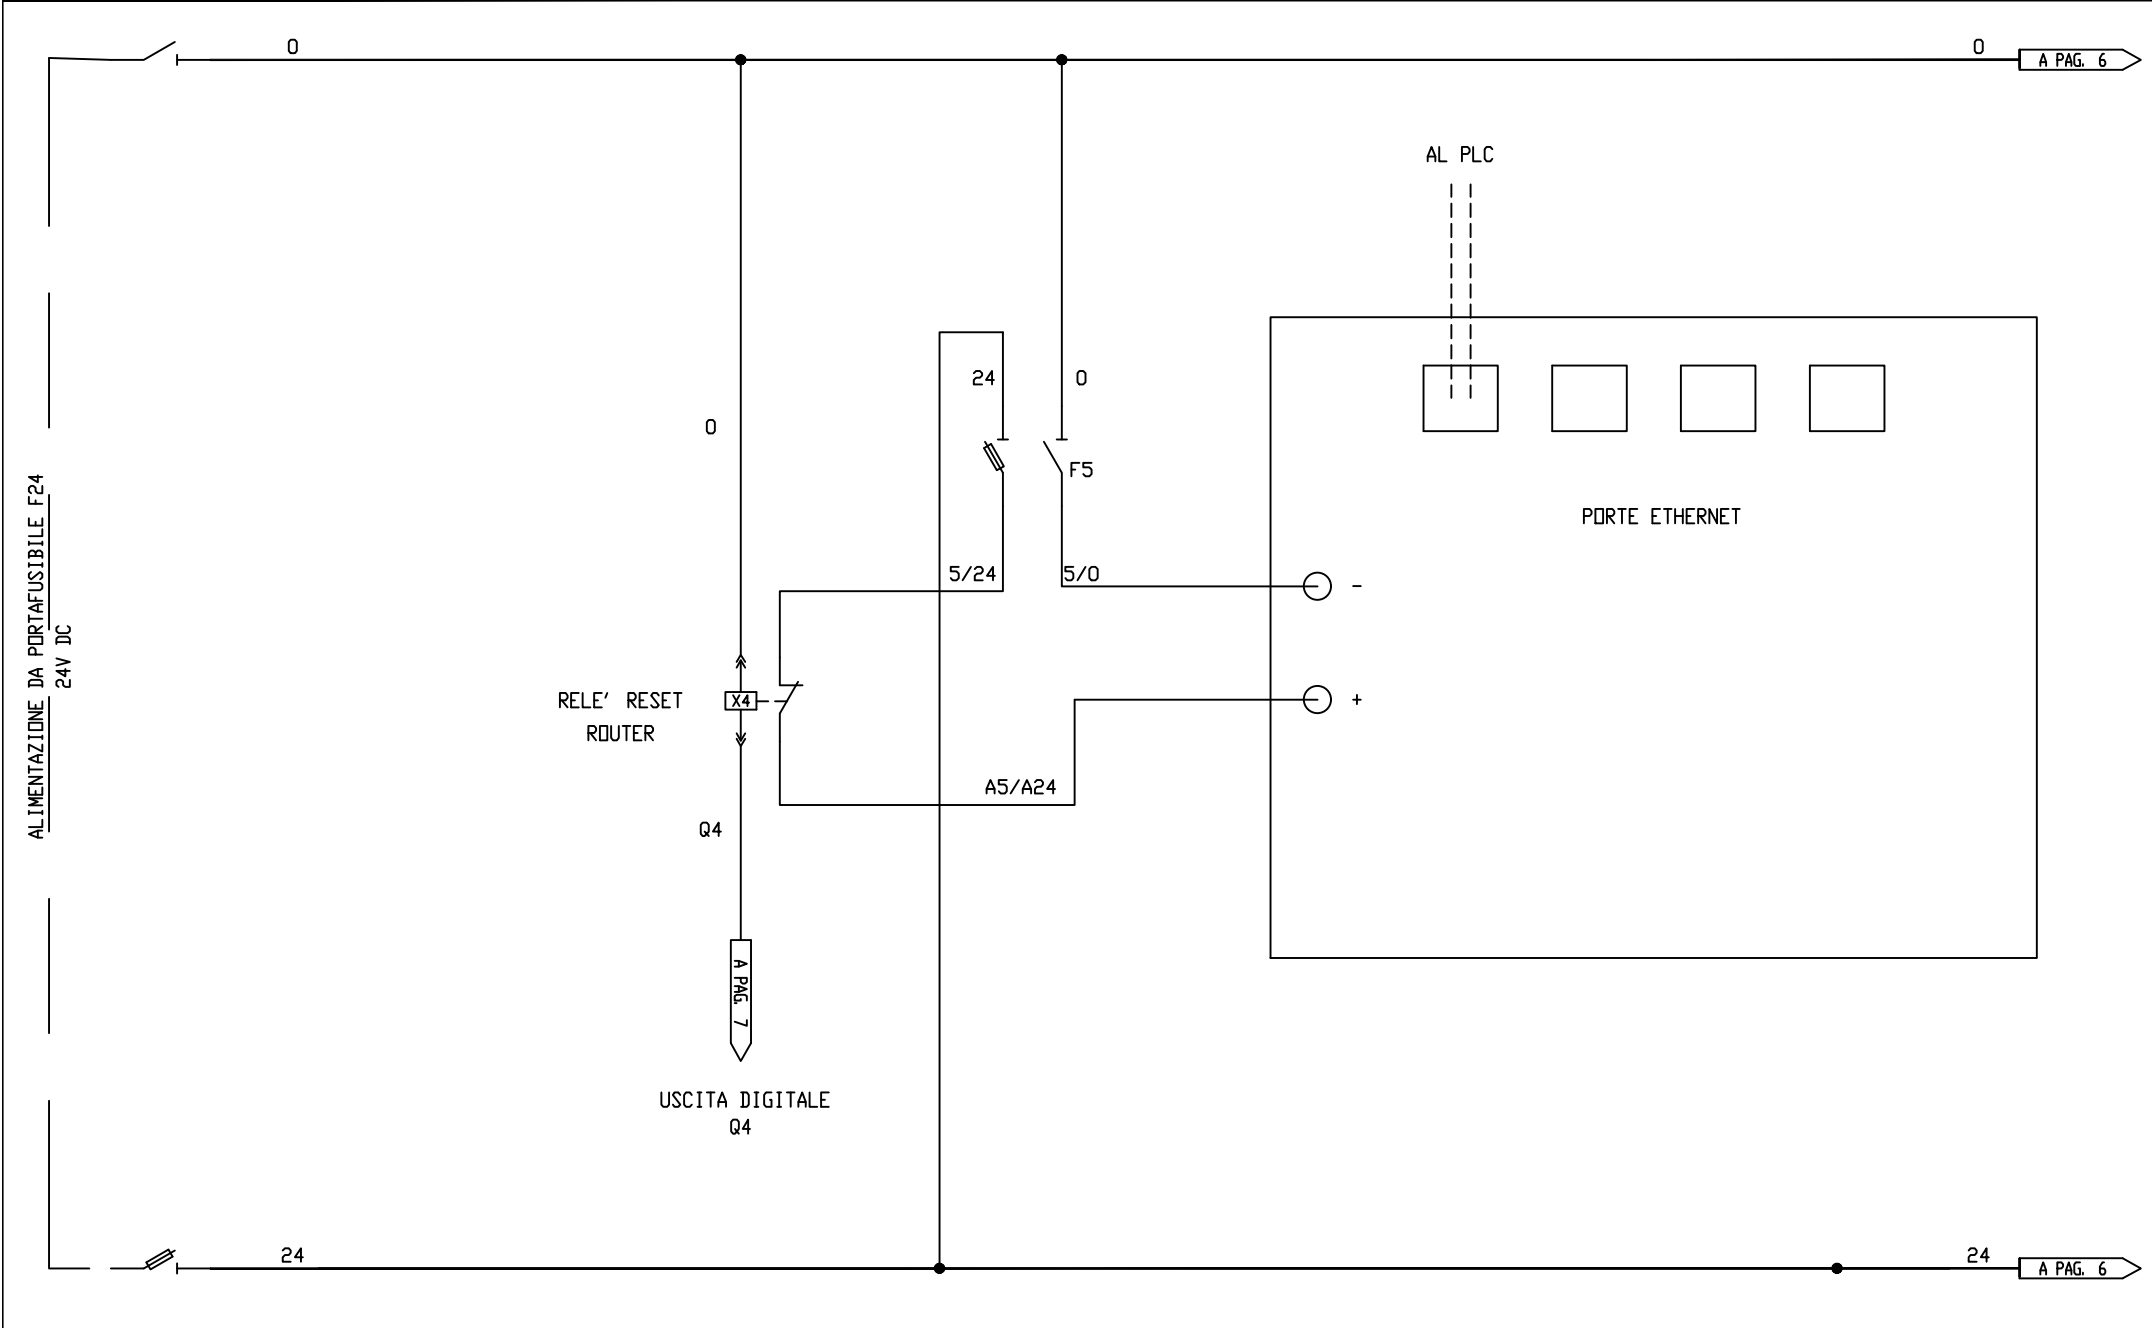 0
0
A PAG. 6
AL PLC
24
0
0
F5
PORTE ETHERNET
ALIMENTAZIONE DA PORTAFUSIBILE F24
24V DC
5/24
5/0
-
RELE' RESET
ROUTER
X4
+
A5/A24
Q4
A PAG. 7
USCITA DIGITALE
Q4
24
24
A PAG. 6